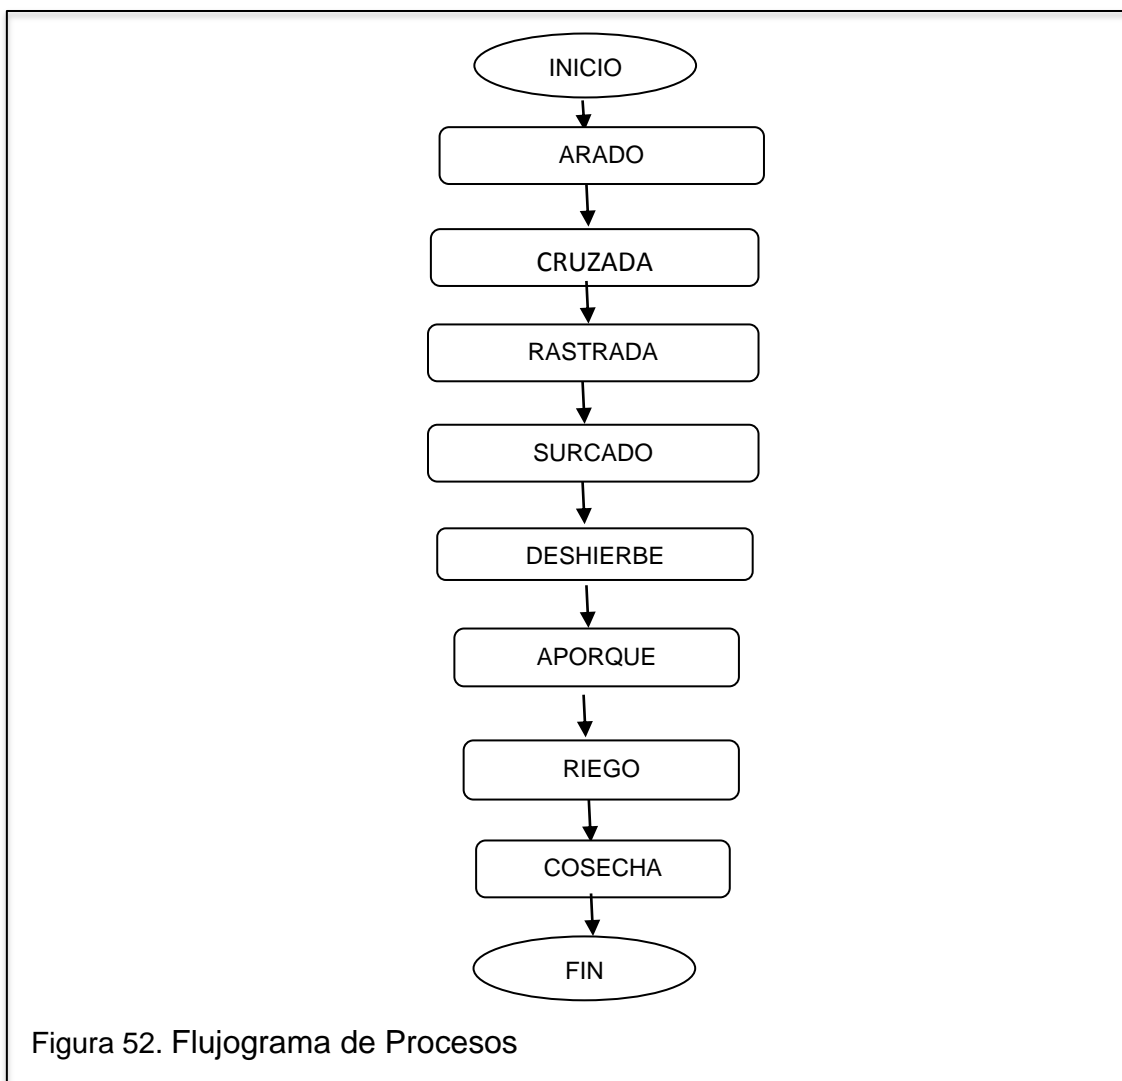 INICIO
ARADO
CRUZADA
RASTRADA
SURCADO
DESHIERBE
APORQUE
RIEGO
COSECHA
FIN
Figura 52. Flujograma de Procesos